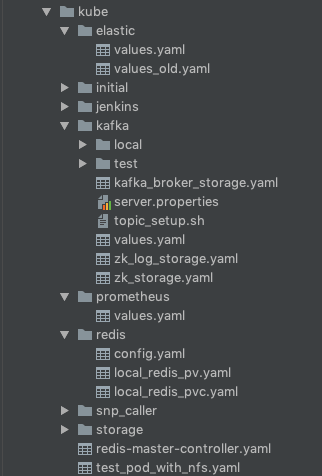 kube
elastic
values.yaml
values_old.yaml
initial
jenkins
kafka
local
test
kafka_broker_storage.yaml
server.properties
topic_setup.sh
values.yaml
zk_log_storage.yaml
zk_storage.yaml
prometheus
values.yaml
redis
config.yaml
local_redis_pv.yaml
local_redis_pvc.yaml
snp_caller
storage
redis-master-controller.yaml
test_pod_with_nfs.yaml